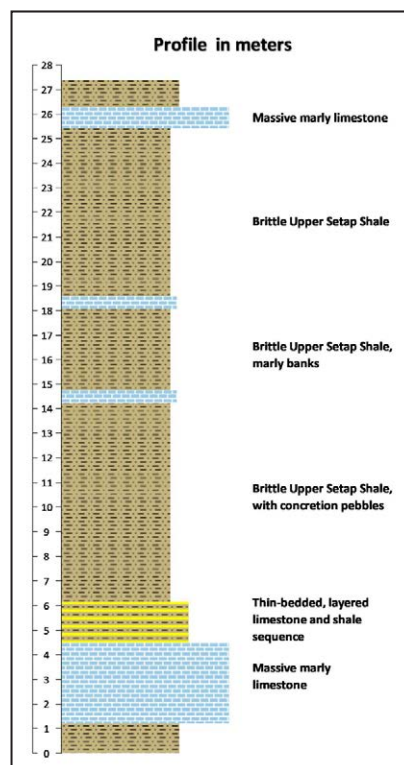 Profile in meters
28
27
26
Massive marly limestone
25
24
23
22
Brittle Upper Setap Shale
21
20
19
18
17
16
Brittle Upper Setap Shale,
marly banks
15
14
13
12
11
Brittle Upper Setap Shale,
with concretion pebbles
10
9
8
7
6
Thin-bedded, layered
limestone and shale
sequence
5
4
3
Massive marly
limestone
2
1
0